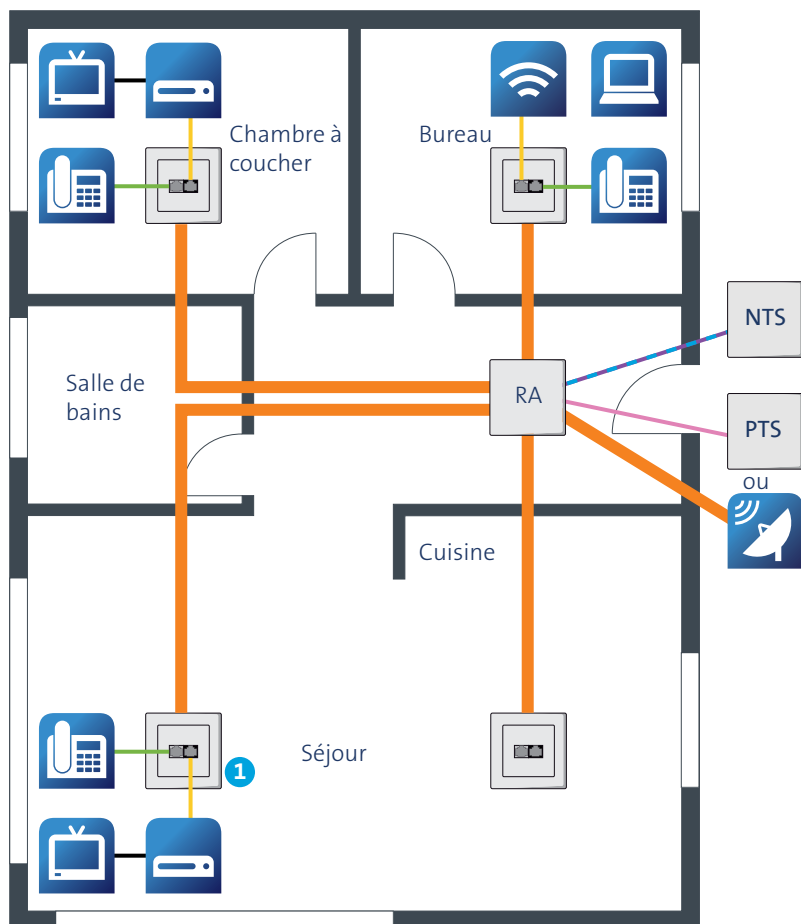 Chambre à
coucher
Bureau
NTS
Salle de
bains
RA
PTS
ou
Cuisine
Séjour
1